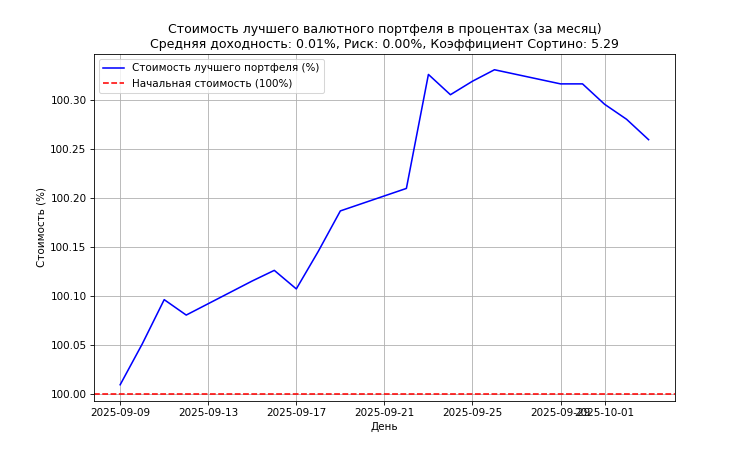 Стоимость лучшего валютного портфеля в процентах (за месяц)
Средняя доходность: 0.01%, Риск: 0.00%, Коэффициент Сортино: 5.29
Стоимость лучшего портфеля (%)
Начальная стоимость (100%)
Стоимость (%)
100.30
100.25
100.20
100.15
100.10
100.05
100.00
2025-09-09 2025-09-13 2025-09-17 2025-09-21 2025-09-25 2025-09-29 2025-10-01
День